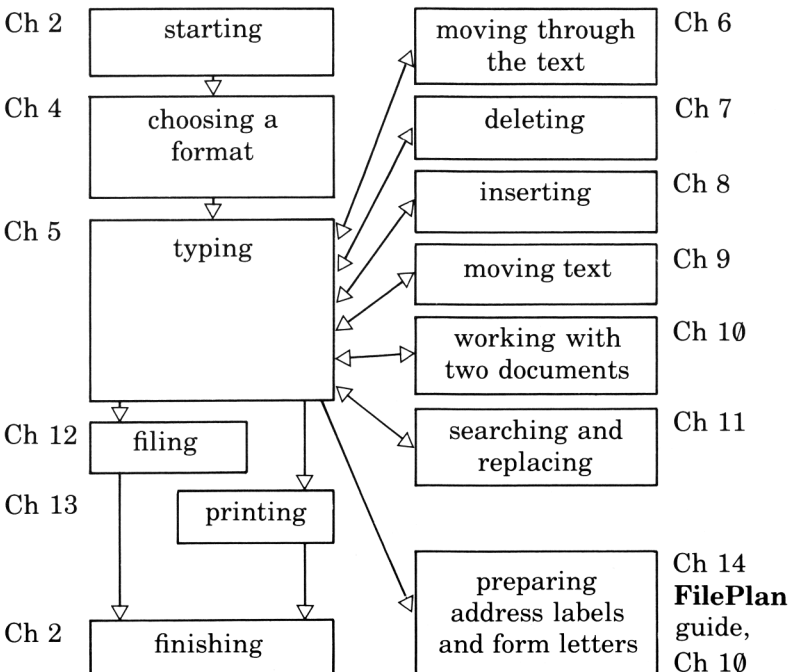 Ch 2
starting
Ch 4
choosing a
format
Ch 5
typing
Ch 12
filing
Ch 13
printing
Ch 2
finishing
moving through
the text
Ch 6
deleting
Ch 7
inserting
Ch 8
moving text
Ch 9
working with
two documents
Ch 10
searching and
replacing
Ch 11
preparing
address labels
and form letters
Ch 14
FilePlan
guide,
Ch 10